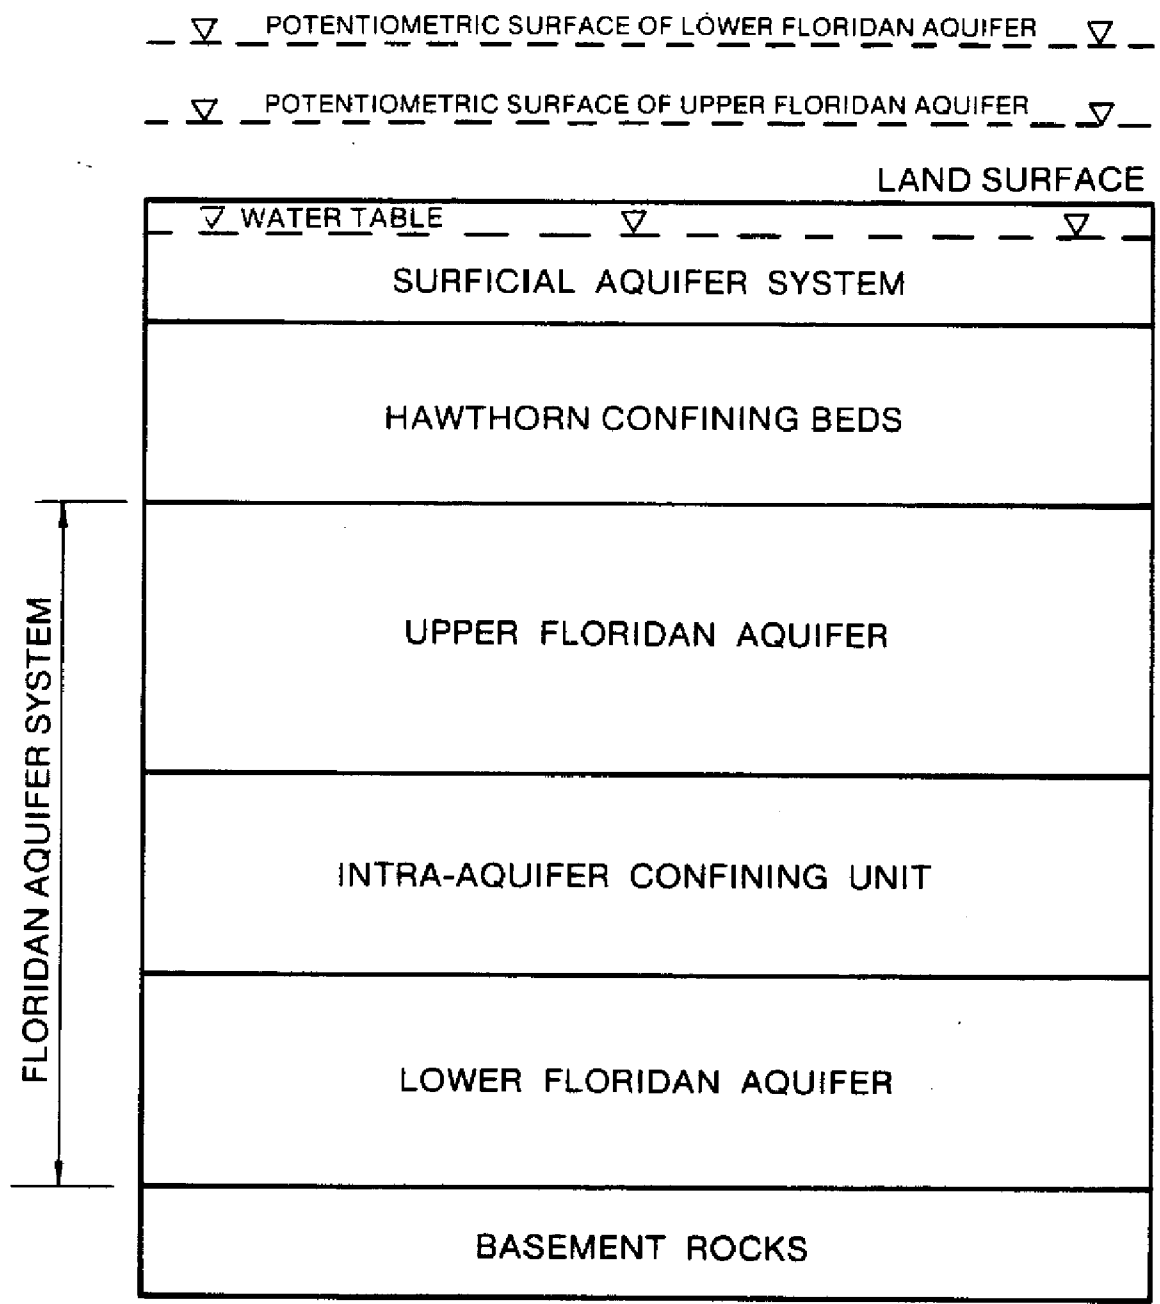 POTENTIOMETRIC SURFACE OF LOWER FLORIDAN AQUIFER
POTENTIOMETRIC SURFACE OF UPPER FLORIDAN AQUIFER
LAND SURFACE
WATER TABLE
SURFICIAL AQUIFER SYSTEM
HAWTHORN CONFINING BEDS
FLORIDAN AQUIFER SYSTEM
UPPER FLORIDAN AQUIFER
INTRA-AQUIFER CONFINING UNIT
LOWER FLORIDAN AQUIFER
BASEMENT ROCKS